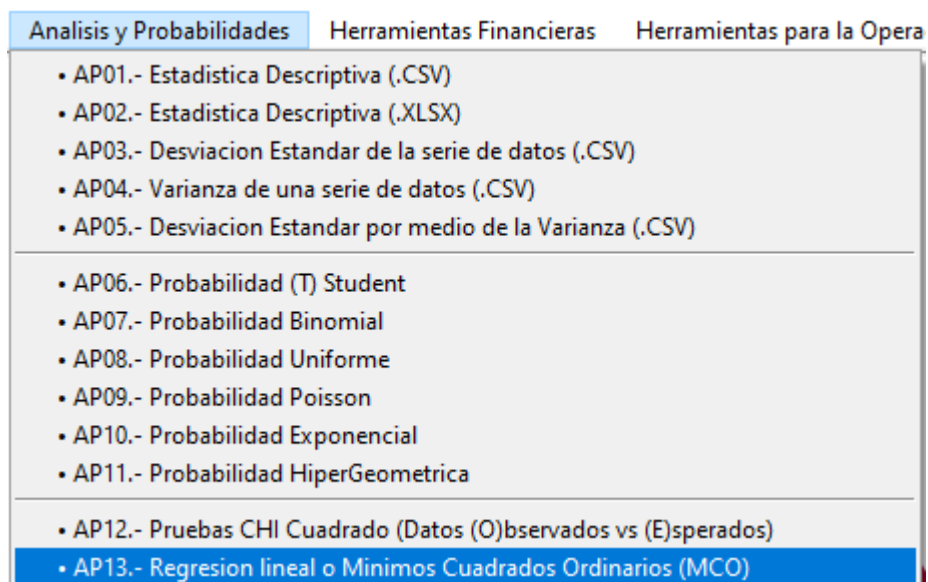 Analisis y Probabilidades Herramientas Financieras Herramientas para la Opera
• AP01.- Estadistica Descriptiva (.CSV)
• AP02.- Estadistica Descriptiva (.XLSX)
• AP03.- Desviacion Estandar de la serie de datos (.CSV)
• AP04.- Varianza de una serie de datos (.CSV)
• AP05.- Desviacion Estandar por medio de la Varianza (.CSV)
• AP06.- Probabilidad (T) Student
• AP07.- Probabilidad Binomial
• AP08.- Probabilidad Uniforme
• AP09.- Probabilidad Poisson
• AP10.- Probabilidad Exponencial
• AP11.- Probabilidad HiperGeometrica
• AP12.- Pruebas CHI Cuadrado (Datos (O)bservados vs (E)sperados)
• AP13.- Regresion lineal o Minimos Cuadrados Ordinarios (MCO)